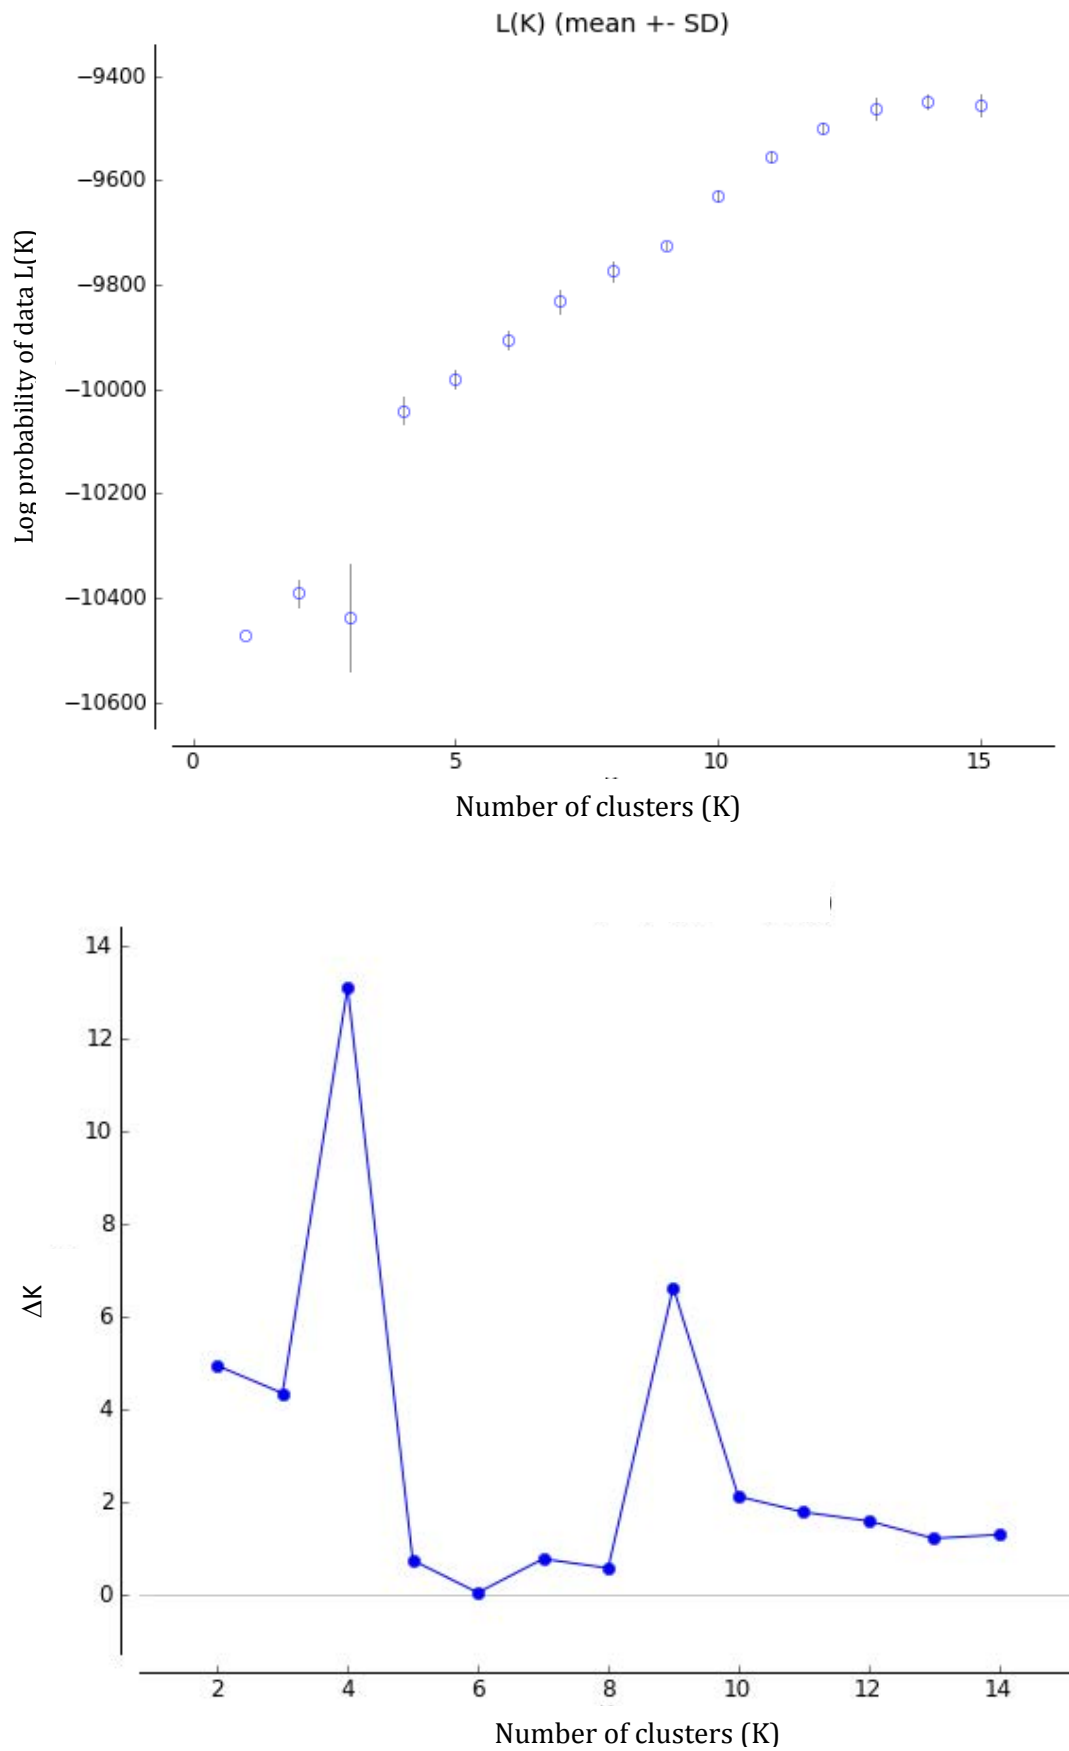 L(K) (mean +- SD)
−9400
−9600
−9800
−10000
−10200
−10400
−10600
Log probability of data L(K)
0 5 10 15
Number of clusters (K)
14
12
10
8
6
4
2
0
ΔK
2 4 6 8 10 12 14
Number of clusters (K)